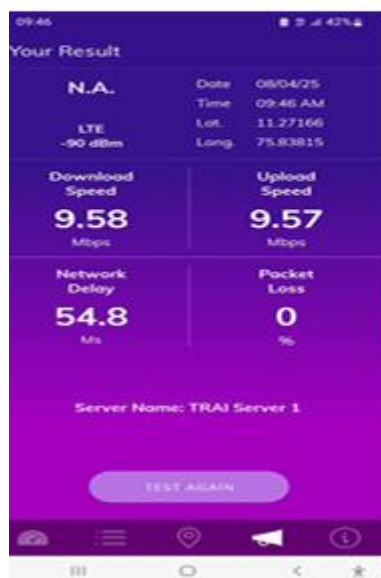 09:46 42%
Your Result
N.A.
LTE
-90 dBm
Date 08/04/25
Time 09:46 AM
Lat. 11.27166
Long. 75.83815
Download Speed
9.58
Mbps
Upload Speed
9.57
Mbps
Network Delay
54.8
Ms
Packet Loss
0
%
Server Name: TRAI Server 1
TEST AGAIN